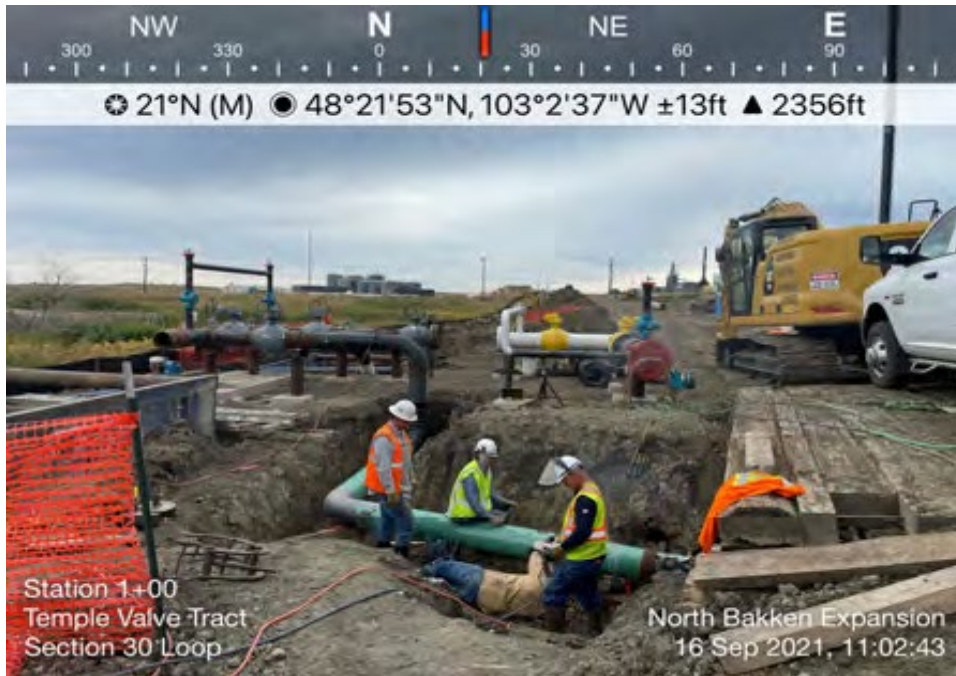 NW N NE E
300 330 0 30 60 90
21°N (M) 48°21'53"N, 103°2'37"W ±13ft ▲ 2356ft
Station 1+00
Temple Valve Tract
Section 30 Loop
North Bakken Expansion
16 Sep 2021, 11:02:43